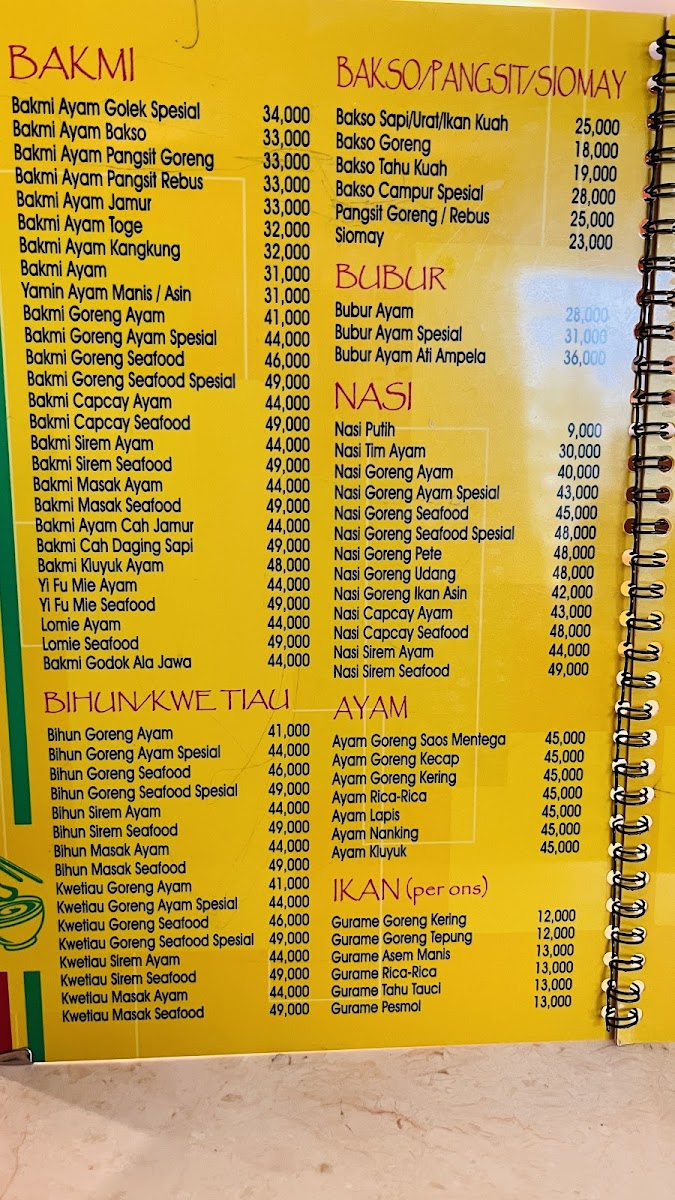 BAKMI
Bakmi Ayam Golek Spesial 34,000
Bakmi Ayam Bakso 33,000
Bakmi Ayam Pangsit Goreng 33,000
Bakmi Ayam Pangsit Rebus 33,000
Bakmi Ayam Jamur 33,000
Bakmi Ayam Toge 32,000
Bakmi Ayam Kangkung 32,000
Bakmi Ayam 31,000
Yamin Ayam Manis / Asin 31,000
Bakmi Goreng Ayam 41,000
Bakmi Goreng Ayam Spesial 44,000
Bakmi Goreng Seafood 46,000
Bakmi Goreng Seafood Spesial 49,000
Bakmi Capcay Ayam 44,000
Bakmi Capcay Seafood 49,000
Bakmi Sirem Ayam 44,000
Bakmi Sirem Seafood 49,000
Bakmi Masak Ayam 44,000
Bakmi Masak Seafood 49,000
Bakmi Ayam Cah Jamur 44,000
Bakmi Cah Daging Sapi 49,000
Bakmi Kluyuk Ayam 48,000
Yi Fu Mie Ayam 44,000
Yi Fu Mie Seafood 49,000
Lomie Ayam 44,000
Lomie Seafood 49,000
Bakmi Godok Ala Jawa 44,000
BIHUN/KWE TIAU
Bihun Goreng Ayam 41,000
Bihun Goreng Ayam Spesial 44,000
Bihun Goreng Seafood 46,000
Bihun Goreng Seafood Spesial 49,000
Bihun Sirem Ayam 44,000
Bihun Sirem Seafood 49,000
Bihun Masak Ayam 44,000
Bihun Masak Seafood 49,000
Kwetiau Goreng Ayam 41,000
Kwetiau Goreng Ayam Spesial 44,000
Kwetiau Goreng Seafood 46,000
Kwetiau Goreng Seafood Spesial 49,000
Kwetiau Sirem Ayam 44,000
Kwetiau Sirem Seafood 49,000
Kwetiau Masak Ayam 44,000
Kwetiau Masak Seafood 49,000
BAKSO/PANGSIT/SIOMAY
Bakso Sapi/Urat/Ikan Kuah 25,000
Bakso Goreng 18,000
Bakso Tahu Kuah 19,000
Bakso Campur Spesial 28,000
Pangsit Goreng / Rebus 25,000
Siomay 23,000
BUBUR
Bubur Ayam 28,000
Bubur Ayam Spesial 31,000
Bubur Ayam Ati Ampela 36,000
NASI
Nasi Putih 9,000
Nasi Tim Ayam 30,000
Nasi Goreng Ayam 40,000
Nasi Goreng Ayam Spesial 43,000
Nasi Goreng Seafood 45,000
Nasi Goreng Seafood Spesial 48,000
Nasi Goreng Pete 48,000
Nasi Goreng Udang 48,000
Nasi Goreng Ikan Asin 42,000
Nasi Capcay Ayam 43,000
Nasi Capcay Seafood 48,000
Nasi Sirem Ayam 44,000
Nasi Sirem Seafood 49,000
AYAM
Ayam Goreng Saos Mentega 45,000
Ayam Goreng Kecap 45,000
Ayam Goreng Kering 45,000
Ayam Rica-Rica 45,000
Ayam Lapis 45,000
Ayam Nanking 45,000
Ayam Kluyuk 45,000
IKAN (per ons)
Gurame Goreng Kering 12,000
Gurame Goreng Tepung 12,000
Gurame Asem Manis 13,000
Gurame Rica-Rica 13,000
Gurame Tahu Tauci 13,000
Gurame Pesmol 13,000